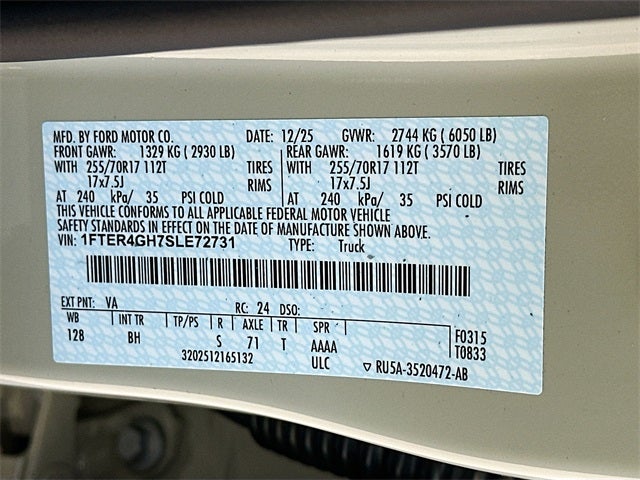 MFD. BY FORD MOTOR CO. DATE: 12/25 GVWR: 2744 KG ( 6050 LB)
FRONT GAWR: 1329 KG ( 2930 LB) REAR GAWR: 1619 KG ( 3570 LB)
WITH 255/70R17 112T TIRES WITH 255/70R17 112T TIRES
17x7.5J RIMS 17x7.5J RIMS
AT 240 kPa/ 35 PSI COLD AT 240 kPa/ 35 PSI COLD
THIS VEHICLE CONFORMS TO ALL APPLICABLE FEDERAL MOTOR VEHICLE
SAFETY STANDARDS IN EFFECT ON THE DATE OF MANUFACTURE SHOWN ABOVE.
VIN: 1FTER4GH7SLE72731 TYPE: Truck
EXT PNT: VA RC: 24 DSO:
WB INT TR TP/PS R AXLE TR SPR F0315
128 BH S 71 T AAAA T0833
3202512165132 ULC ▽ RU5A-3520472-AB